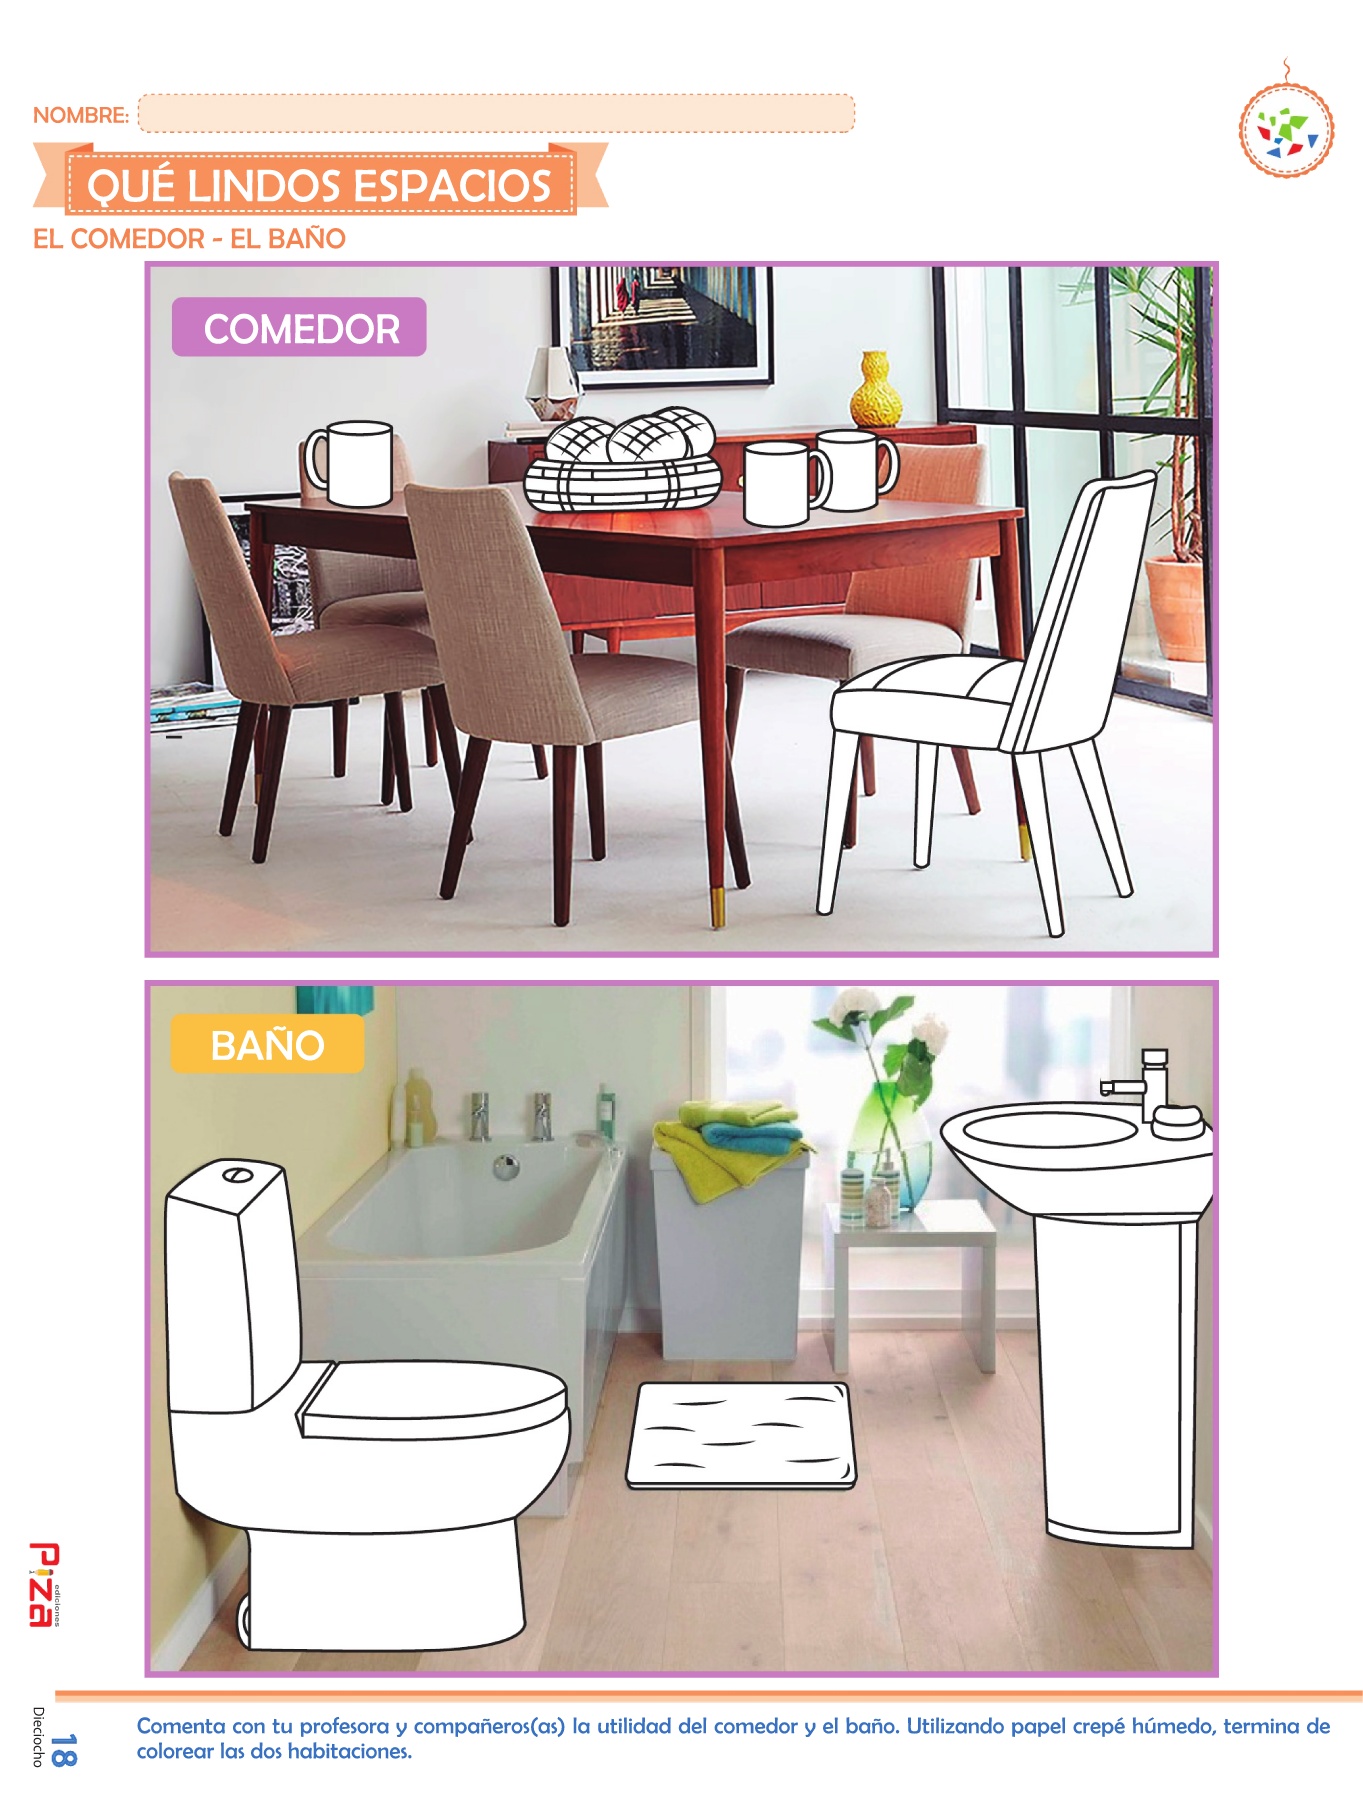 NOMBRE:
QUÉ LINDOS ESPACIOS
EL COMEDOR - EL BAÑO
COMEDOR
BAÑO
Piza
ediciones
Dieciocho
18
Comenta con tu profesora y compañeros(as) la utilidad del comedor y el baño. Utilizando papel crepé húmedo, termina de
colorear las dos habitaciones.